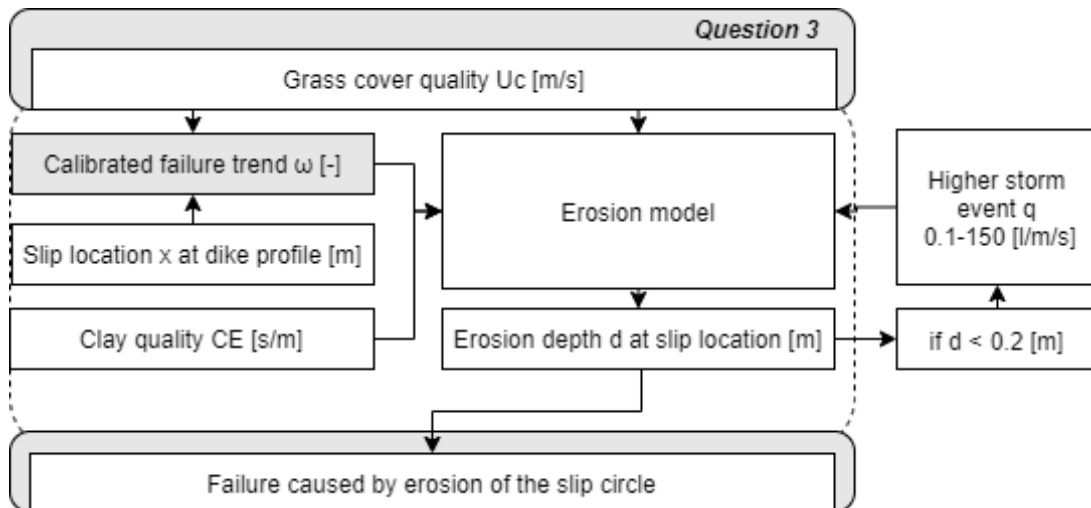 Question 3
Grass cover quality Uc [m/s]
Calibrated failure trend ω [-]
Slip location x at dike profile [m]
Clay quality CE [s/m]
Erosion model
Erosion depth d at slip location [m]
Higher storm
event q
0.1-150 [l/m/s]
if d < 0.2 [m]
Failure caused by erosion of the slip circle